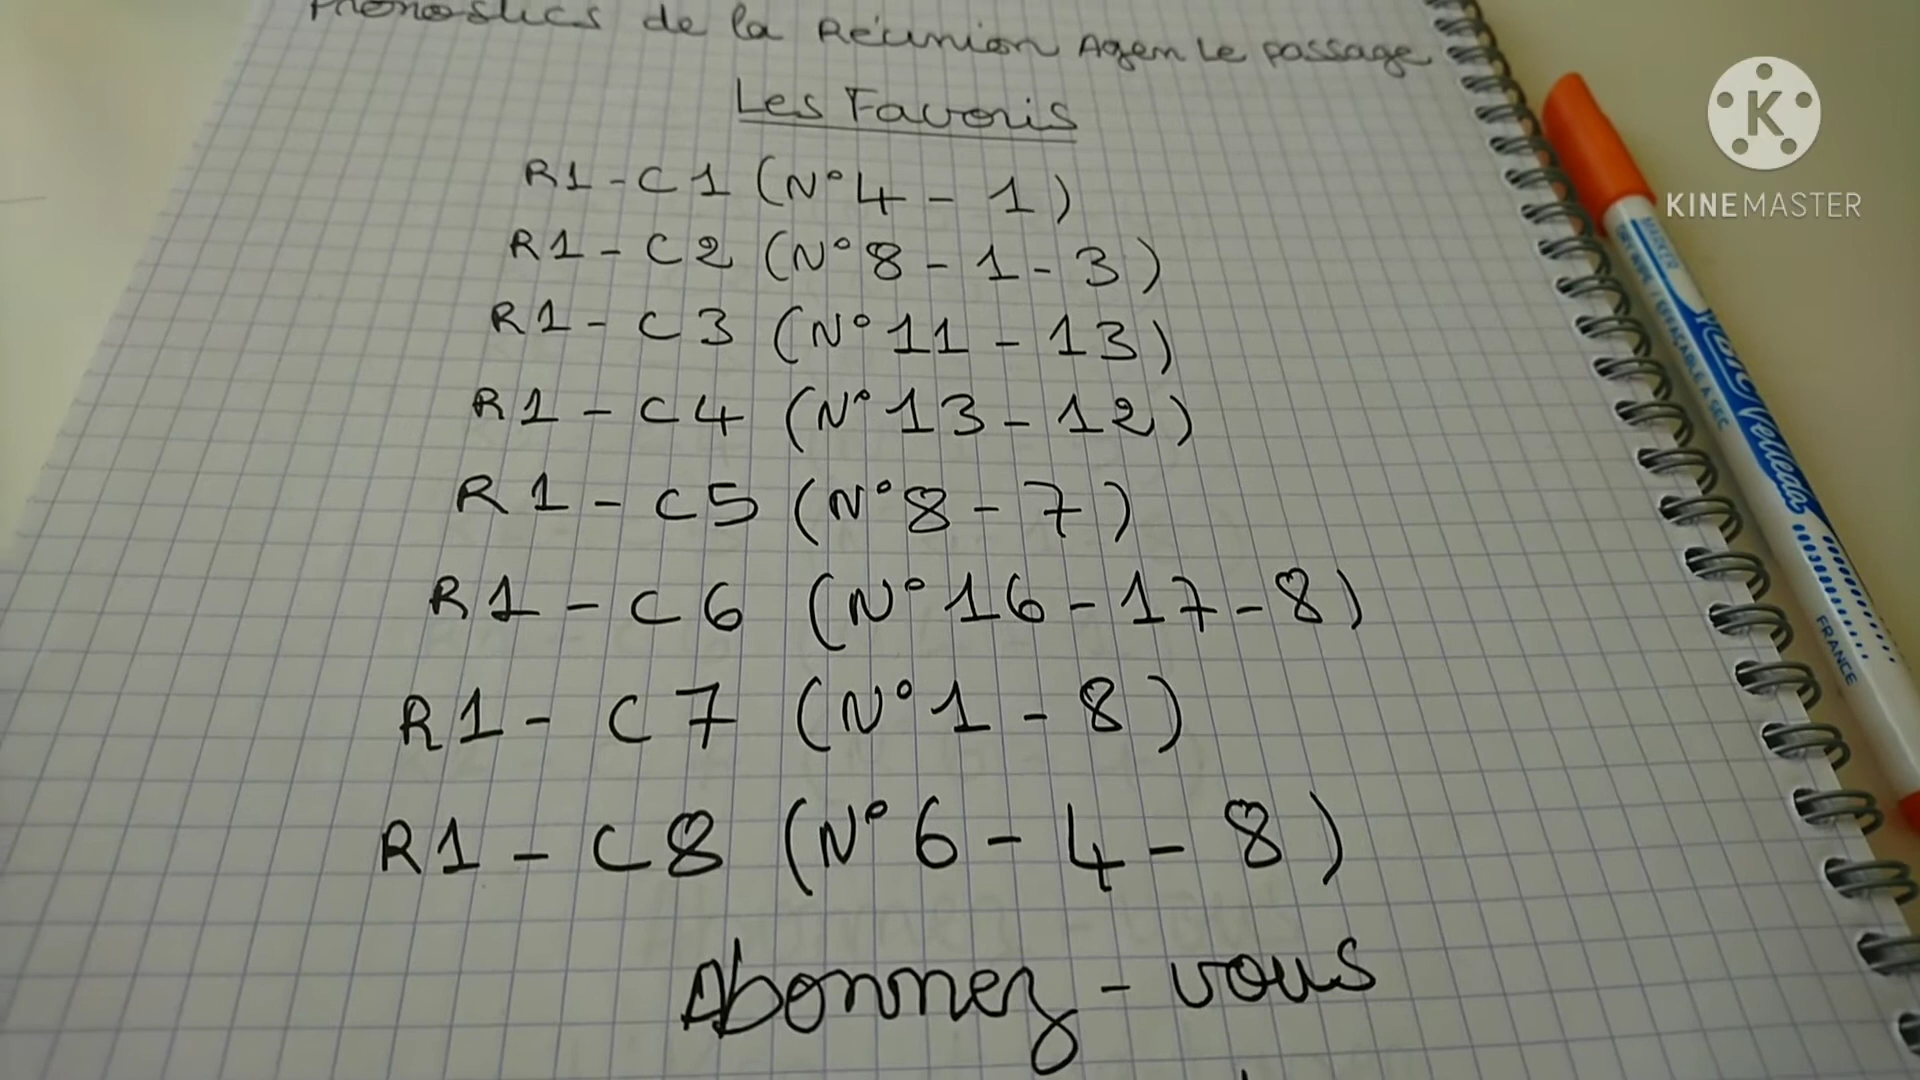 Pronostics de la Réunion Agen Le passage
Les Favoris
R1-C1 (N°4-1)
R1-C2 (N°8-1-3)
R1-C3 (N°11-13)
R1-C4 (N°13-12)
R1-C5 (N°8-7)
R1-C6 (N°16-17-8)
R1-C7 (N°1-8)
R1-C8 (N°6-4-8)
Abonnez-vous
K
KINEMASTER
Velleda
FRANCE